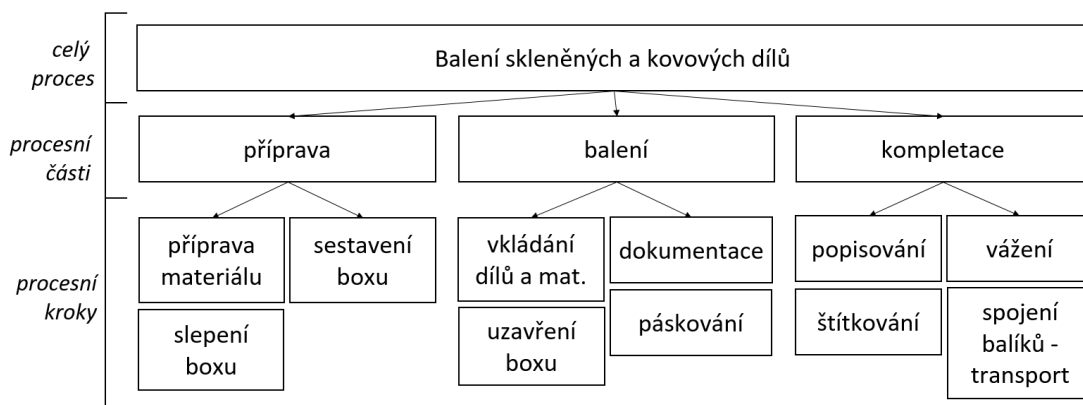 celý
proces
Balení skleněných a kovových dílů
procesní
části
příprava
balení
kompletace
procesní
kroky
příprava
materiálu
sestavení
boxu
slepení
boxu
vkládání
dílů a mat.
dokumentace
uzavření
boxu
páskování
popisování
vážení
štítkování
spojení
balíků -
transport